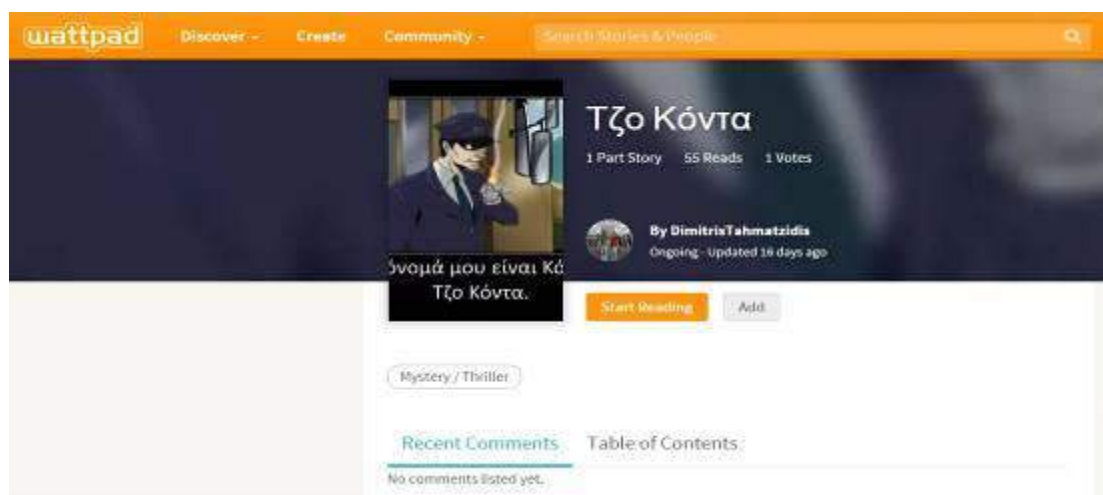 wattpad Discover Create Community Search Stories & People
Τζο Κόντα
1 Part Story 55 Reads 1 Votes
By DimitrisTahmatzidis
Ongoing - Updated 16 days ago
όνομά μου είναι Κό
Τζο Κόντα.
Start Reading Add
Mystery / Thriller
Recent Comments Table of Contents
No comments listed yet.